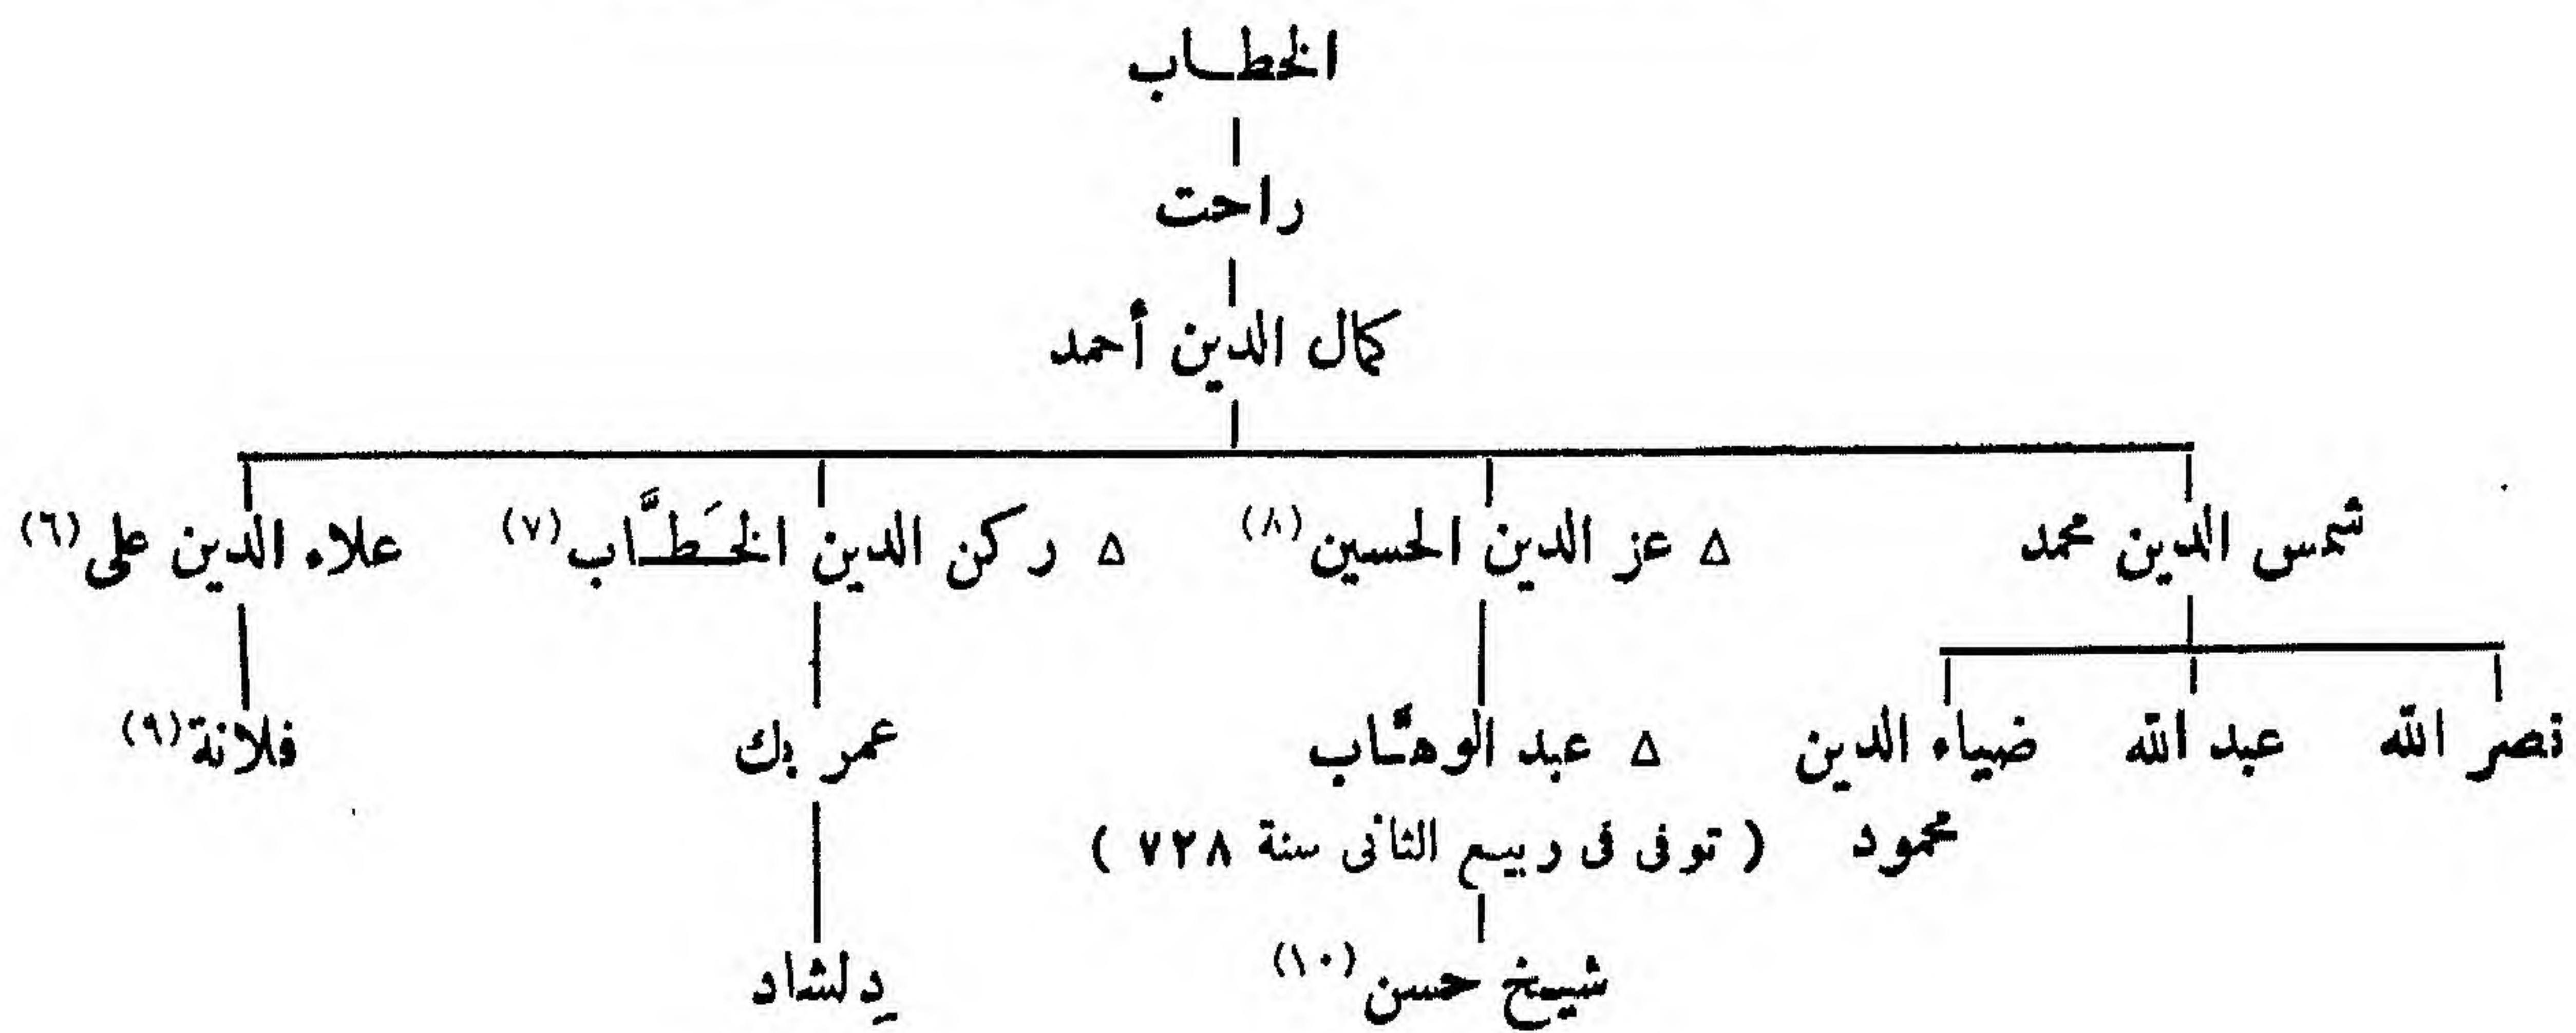 الخطاب
راحت
كمال الدين أحمد
شمس الدين محمد △ عز الدين الحسين (٨) △ ركن الدين الخَطَّاب (٧) علاء الدين على (٦)
نصر الله عبد الله ضياء الدين △ عبد الوهَّاب عمر بك فلانة (٩)
محمود ( توفى فى ربيع الثانى سنة ٧٢٨ )
شيخ حسن (١٠) دِلشاد